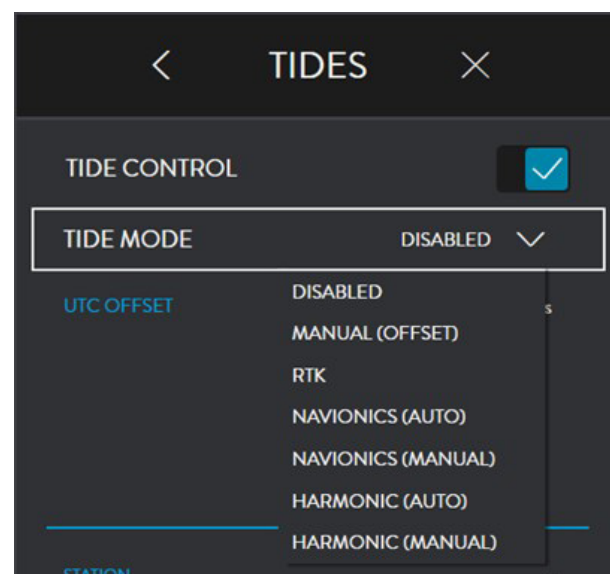 TIDES
TIDE CONTROL
TIDE MODE DISABLED
UTC OFFSET
DISABLED
s
MANUAL (OFFSET)
RTK
NAVIONICS (AUTO)
NAVIONICS (MANUAL)
HARMONIC (AUTO)
HARMONIC (MANUAL)
STATION